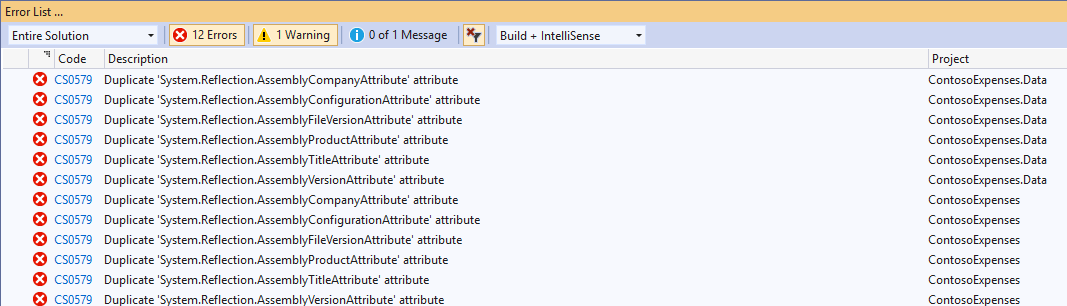 Error List ...
Entire Solution 12 Errors 1 Warning 0 of 1 Message Build + IntelliSense
Code Description Project
CS0579 Duplicate 'System.Reflection.AssemblyCompanyAttribute' attribute ContosoExpenses.Data
CS0579 Duplicate 'System.Reflection.AssemblyConfigurationAttribute' attribute ContosoExpenses.Data
CS0579 Duplicate 'System.Reflection.AssemblyFileVersionAttribute' attribute ContosoExpenses.Data
CS0579 Duplicate 'System.Reflection.AssemblyProductAttribute' attribute ContosoExpenses.Data
CS0579 Duplicate 'System.Reflection.AssemblyTitleAttribute' attribute ContosoExpenses.Data
CS0579 Duplicate 'System.Reflection.AssemblyVersionAttribute' attribute ContosoExpenses.Data
CS0579 Duplicate 'System.Reflection.AssemblyCompanyAttribute' attribute ContosoExpenses
CS0579 Duplicate 'System.Reflection.AssemblyConfigurationAttribute' attribute ContosoExpenses
CS0579 Duplicate 'System.Reflection.AssemblyFileVersionAttribute' attribute ContosoExpenses
CS0579 Duplicate 'System.Reflection.AssemblyProductAttribute' attribute ContosoExpenses
CS0579 Duplicate 'System.Reflection.AssemblyTitleAttribute' attribute ContosoExpenses
CS0579 Duplicate 'System.Reflection.AssemblyVersionAttribute' attribute ContosoExpenses